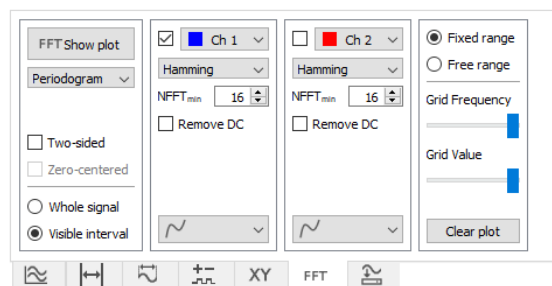 FFT Show plot
Periodogram
Two-sided
Zero-centered
Whole signal
Visible interval
Ch 1
Hamming
NFFTmin 16
Remove DC
Ch 2
Hamming
NFFTmin 16
Remove DC
Fixed range
Free range
Grid Frequency
Grid Value
Clear plot
XY
FFT